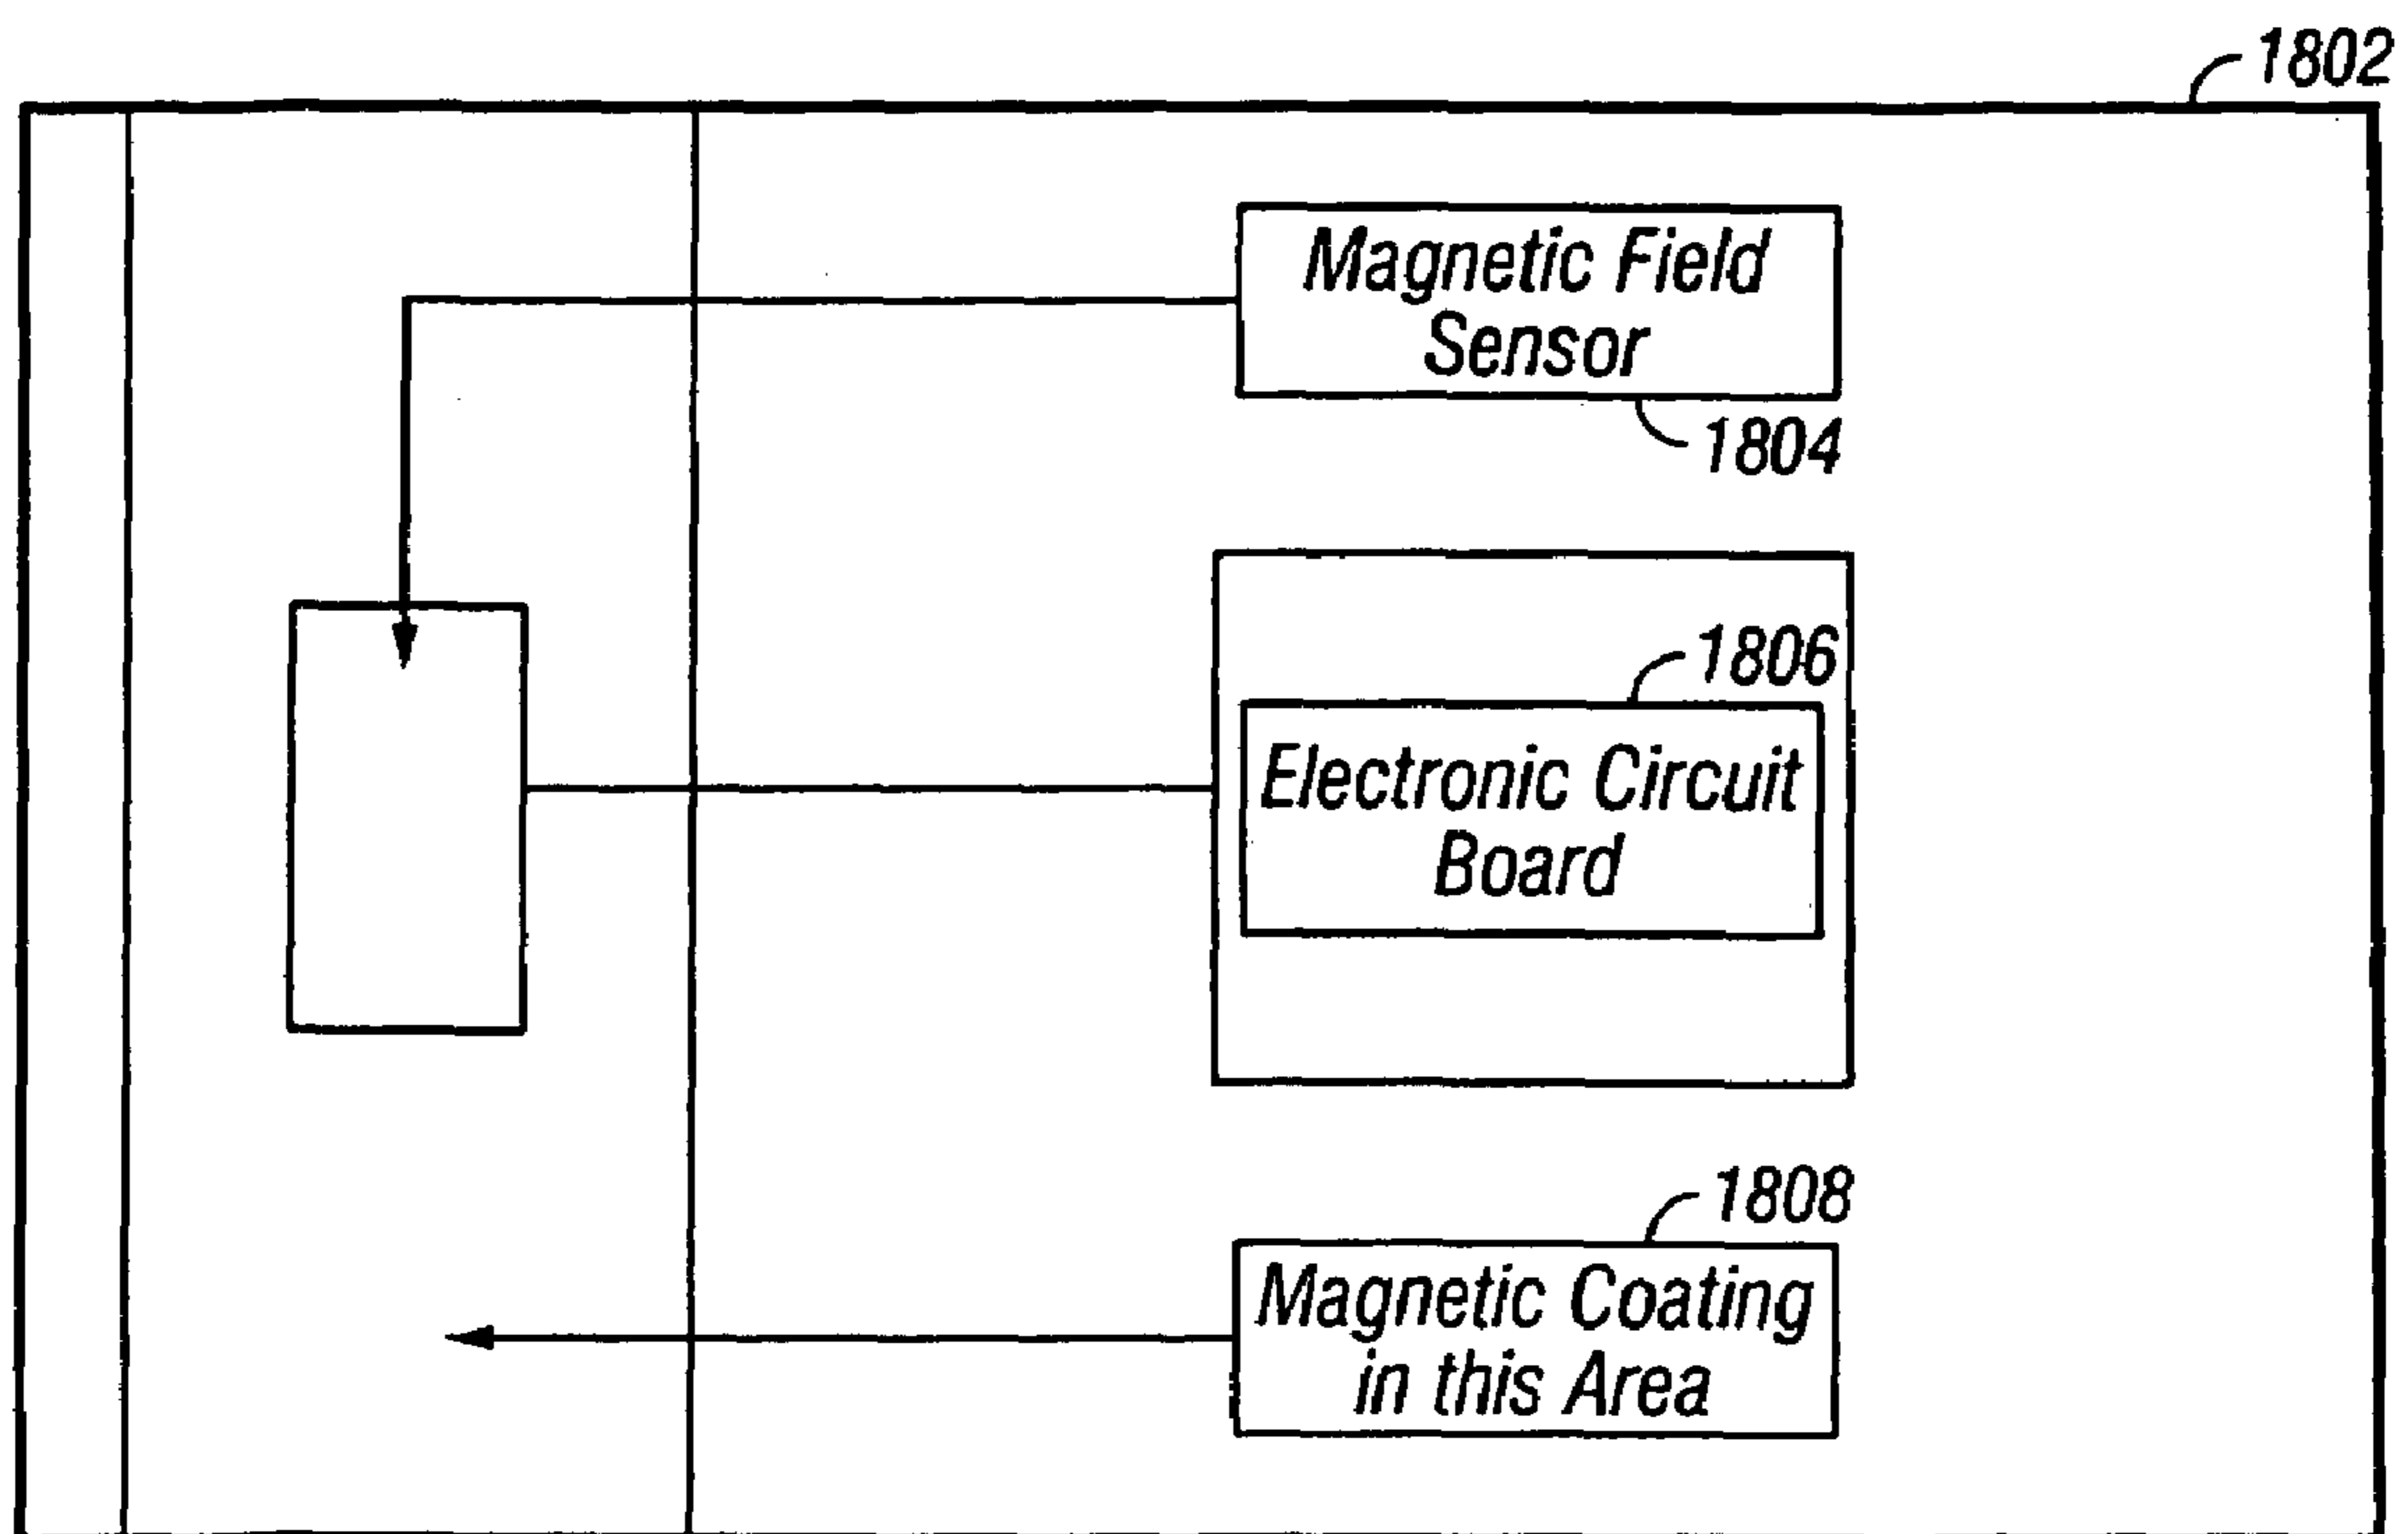 1802
Magnetic Field
Sensor
1804
1806
Electronic Circuit
Board
1808
Magnetic Coating
in this Area